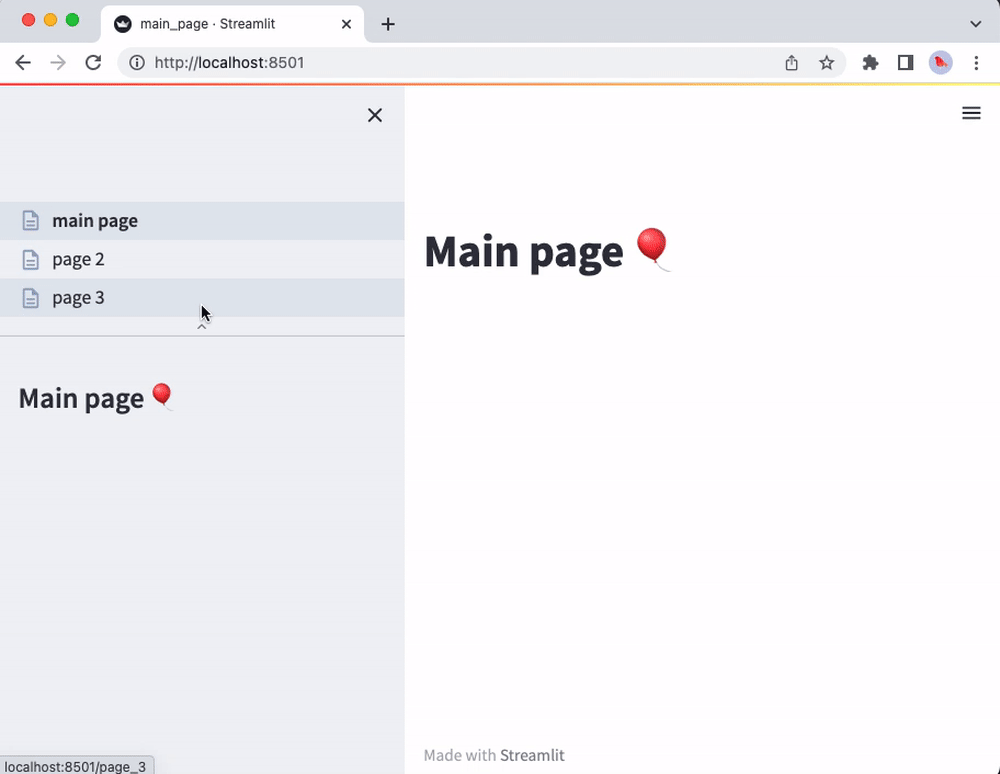 main_page · Streamlit
http://localhost:8501
main page
page 2
page 3
Main page 🎈
Main page 🎈
Made with Streamlit
localhost:8501/page_3